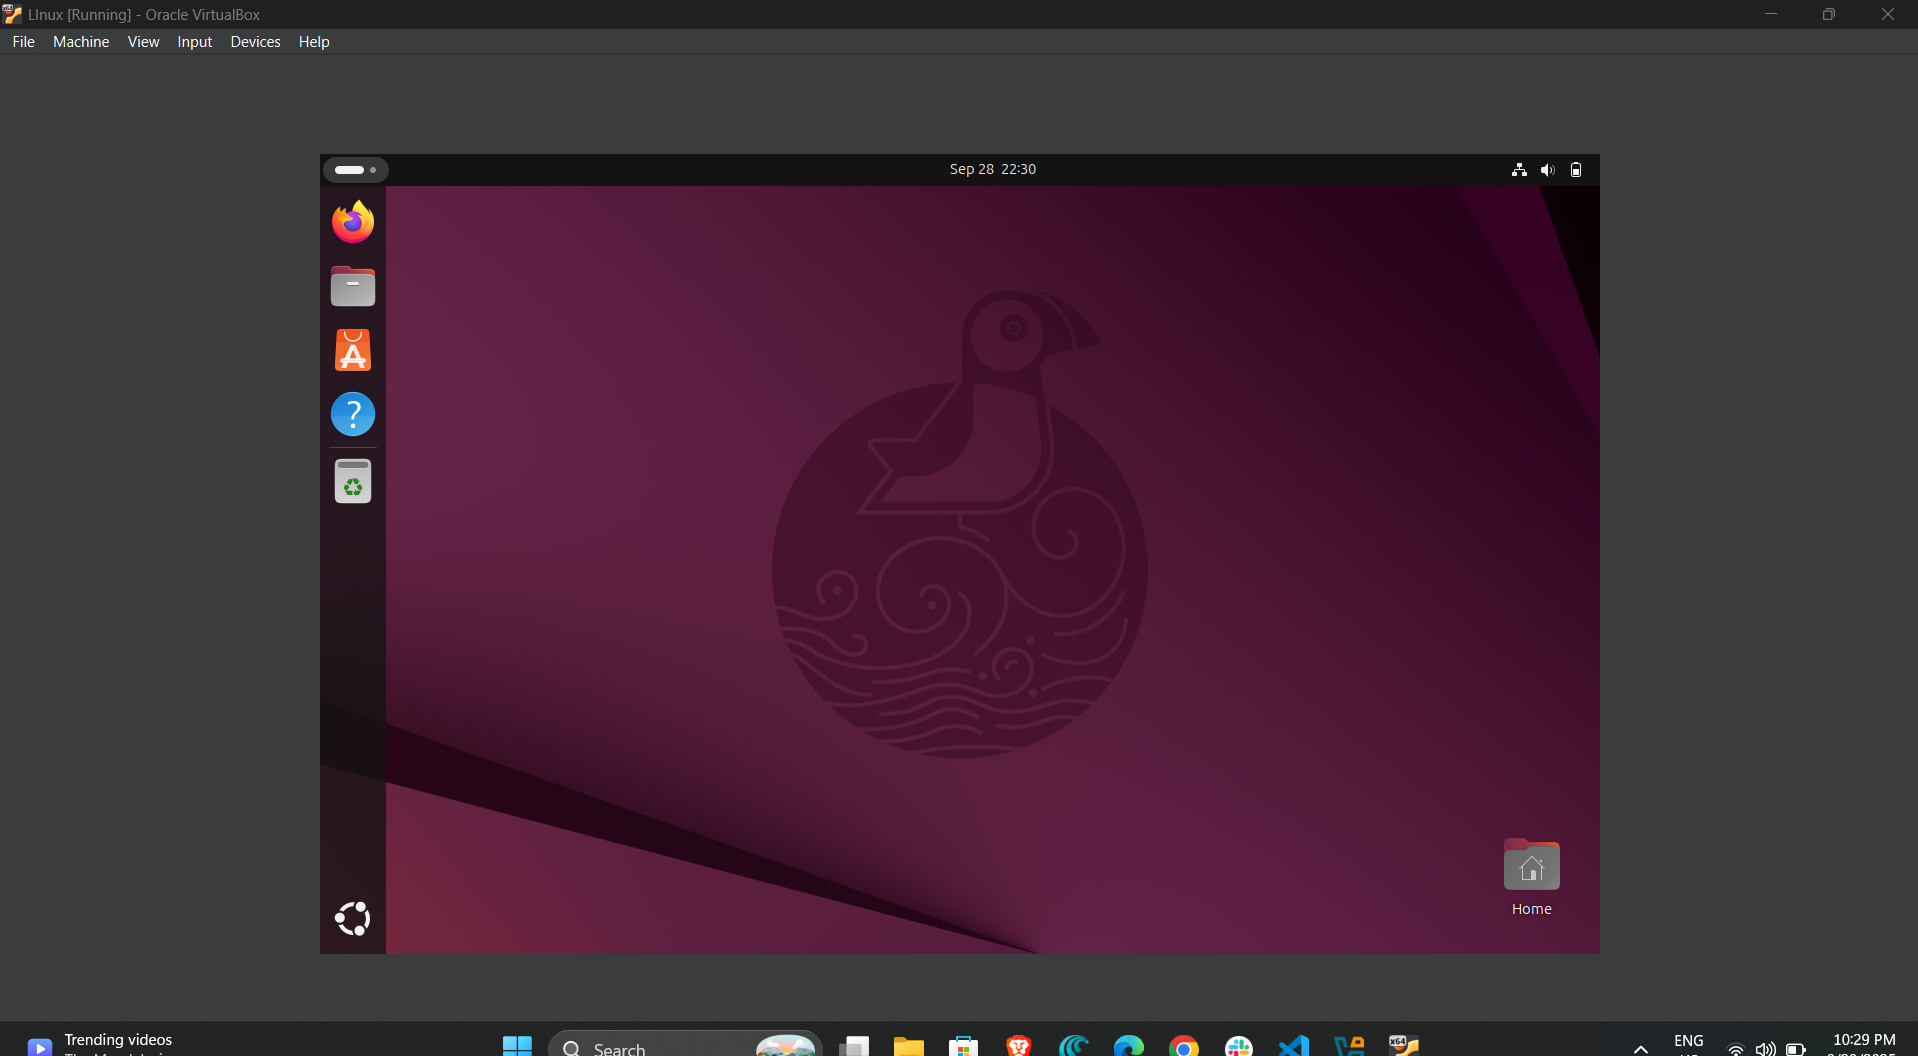 LInux [Running] - Oracle VirtualBox
File Machine View Input Devices Help
Sep 28 22:30
Home
Trending videos
Search
ENG
10:29 PM